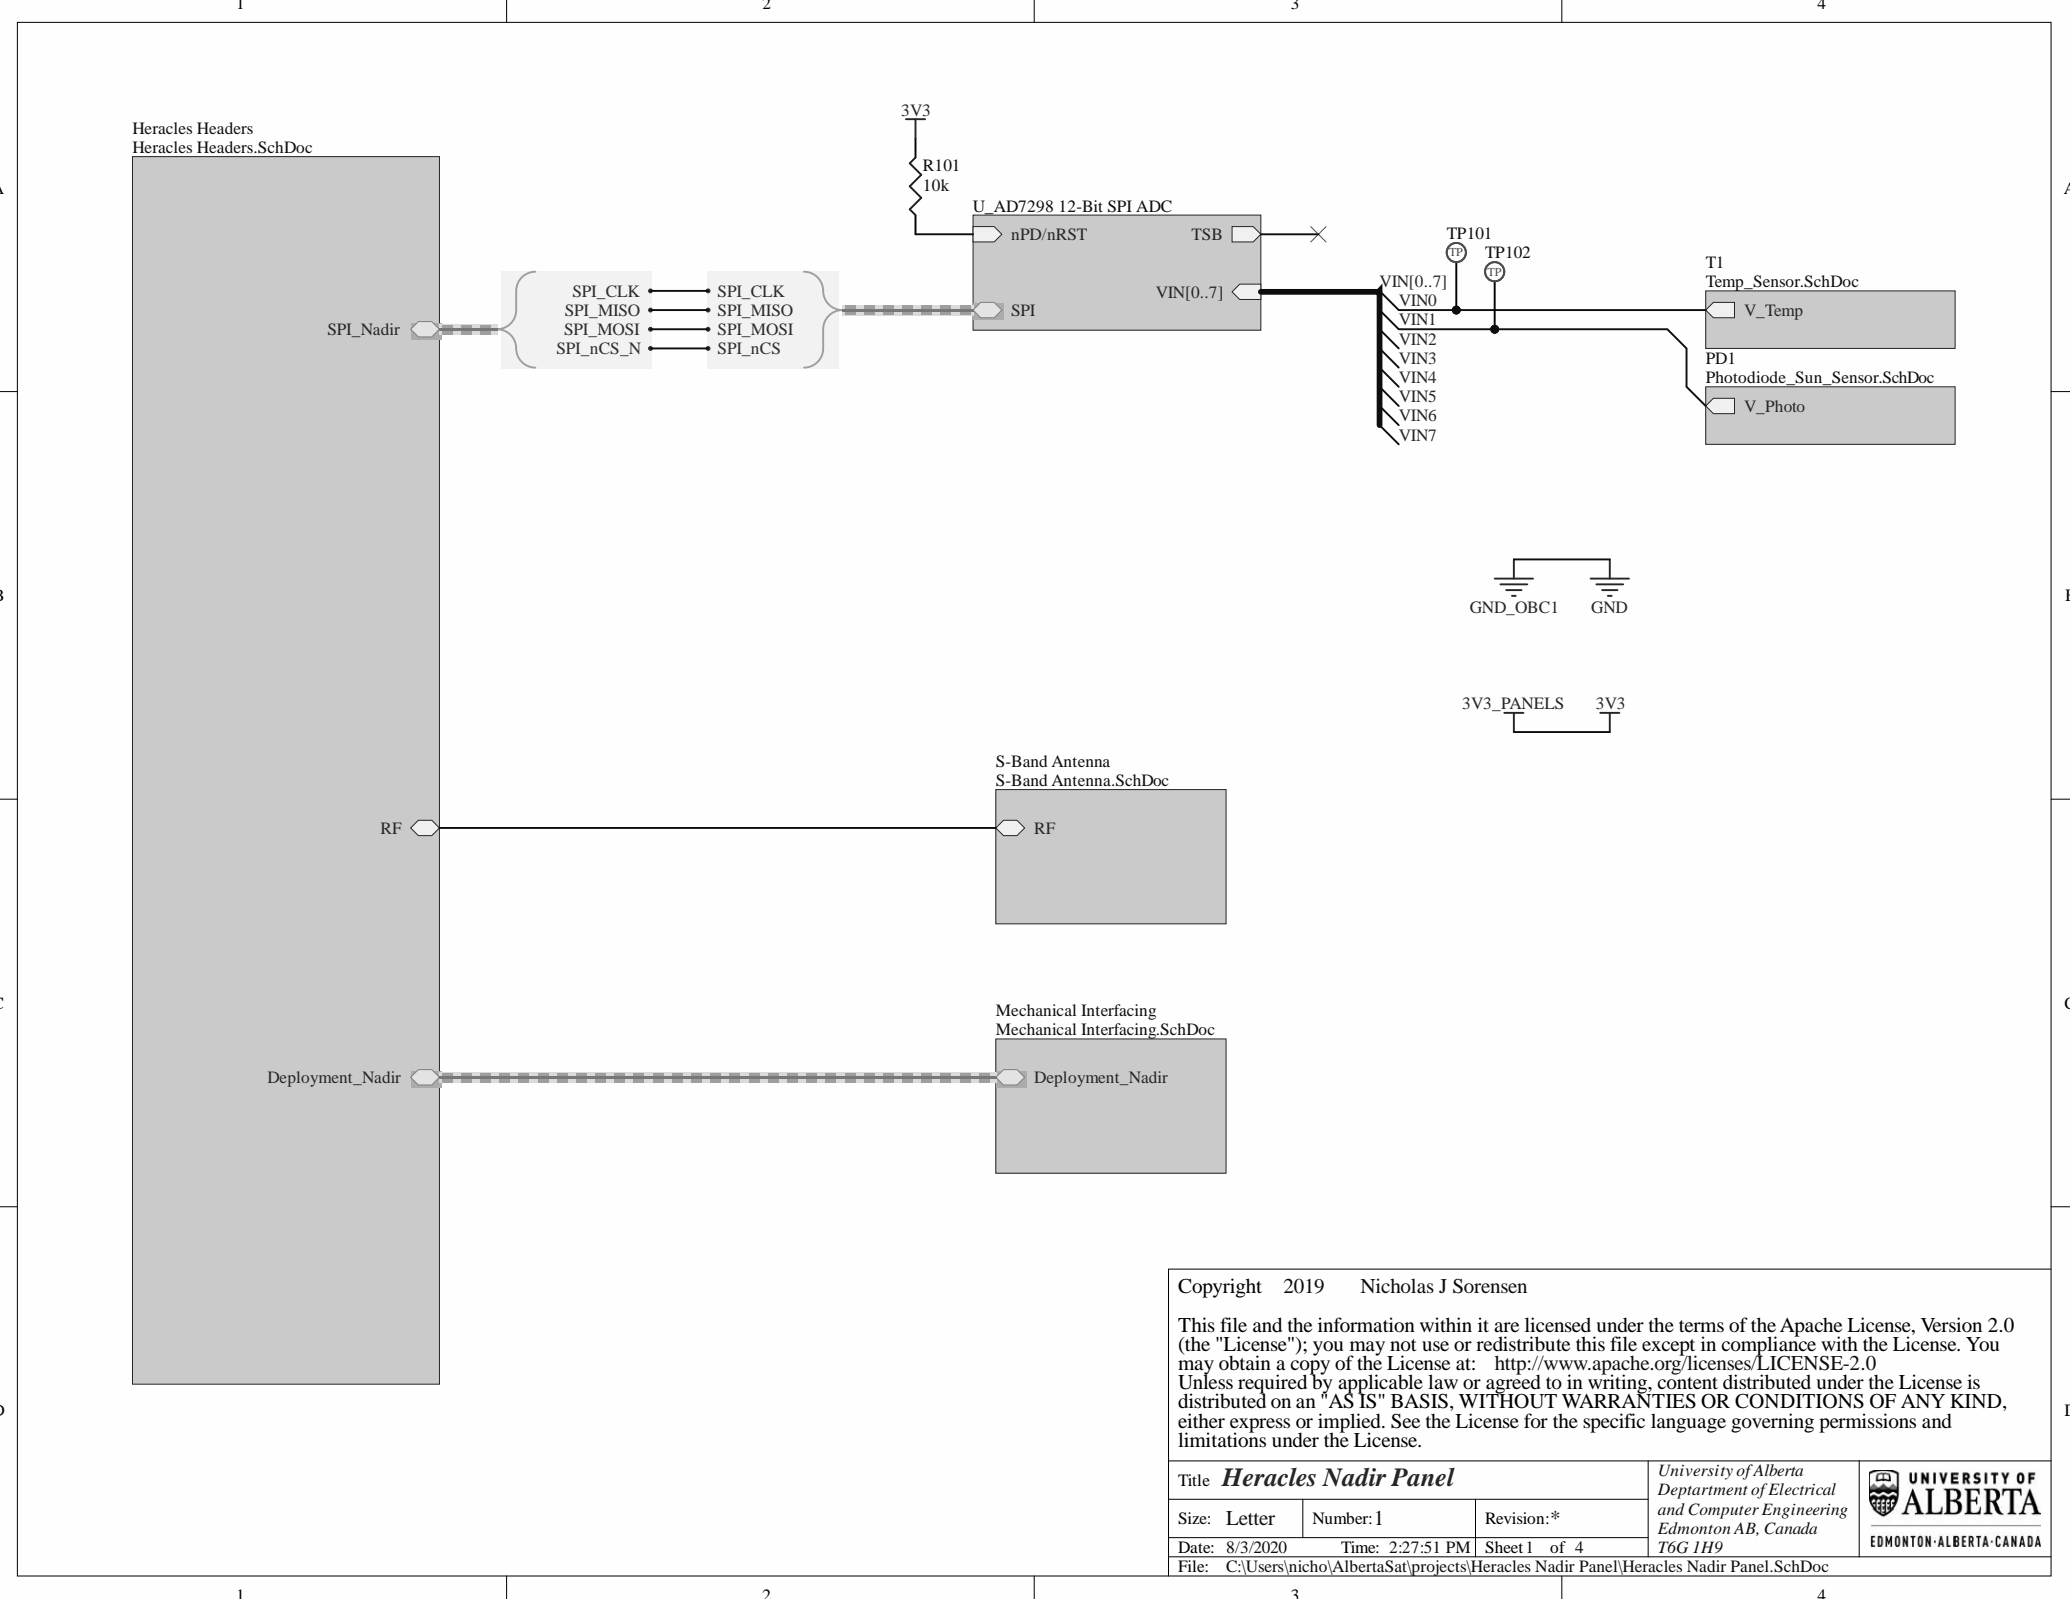 1 2 3 4
Heracles Headers
Heracles Headers.SchDoc
SPI_Nadir
RF
Deployment_Nadir
SPI_CLK SPI_CLK
SPI_MISO SPI_MISO
SPI_MOSI SPI_MOSI
SPI_nCS_N SPI_nCS
3V3
R101
10k
U_AD7298 12-Bit SPI ADC
nPD/nRST TSB
VIN[0..7]
SPI
VIN[0..7]
VIN0
VIN1
VIN2
VIN3
VIN4
VIN5
VIN6
VIN7
TP101
TP
TP102
TP
T1
Temp_Sensor.SchDoc
V_Temp
PD1
Photodiode_Sun_Sensor.SchDoc
V_Photo
GND_OBC1 GND
3V3_PANELS 3V3
S-Band Antenna
S-Band Antenna.SchDoc
RF
Mechanical Interfacing
Mechanical Interfacing.SchDoc
Deployment_Nadir
Copyright 2019 Nicholas J Sorensen
This file and the information within it are licensed under the terms of the Apache License, Version 2.0
(the "License"); you may not use or redistribute this file except in compliance with the License. You
may obtain a copy of the License at: http://www.apache.org/licenses/LICENSE-2.0
Unless required by applicable law or agreed to in writing, content distributed under the License is
distributed on an "AS IS" BASIS, WITHOUT WARRANTIES OR CONDITIONS OF ANY KIND,
either express or implied. See the License for the specific language governing permissions and
limitations under the License.
Title Heracles Nadir Panel
Size: Letter Number:1 Revision:*
Date: 8/3/2020 Time: 2:27:51 PM Sheet1 of 4
File: C:\Users\nicho\AlbertaSat\projects\Heracles Nadir Panel\Heracles Nadir Panel.SchDoc
University of Alberta
Deptartment of Electrical
and Computer Engineering
Edmonton AB, Canada
T6G 1H9
UNIVERSITY OF
ALBERTA
EDMONTON·ALBERTA·CANADA
1 2 3 4